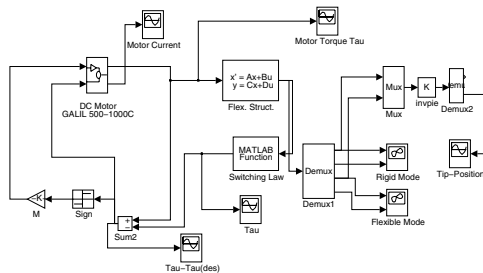 Motor Current
Motor Torque Tau
DC Motor
GALIL 500-1000C
x' = Ax+Bu
y = Cx+Du
Flex. Struct.
Mux
Mux
K
invpie
Demux2
MATLAB
Function
Switching Law
Demux
Demux1
Rigid Mode
Tip-Position
-K-
M
Sign
+
−
Sum2
Tau
Flexible Mode
Tau-Tau(des)